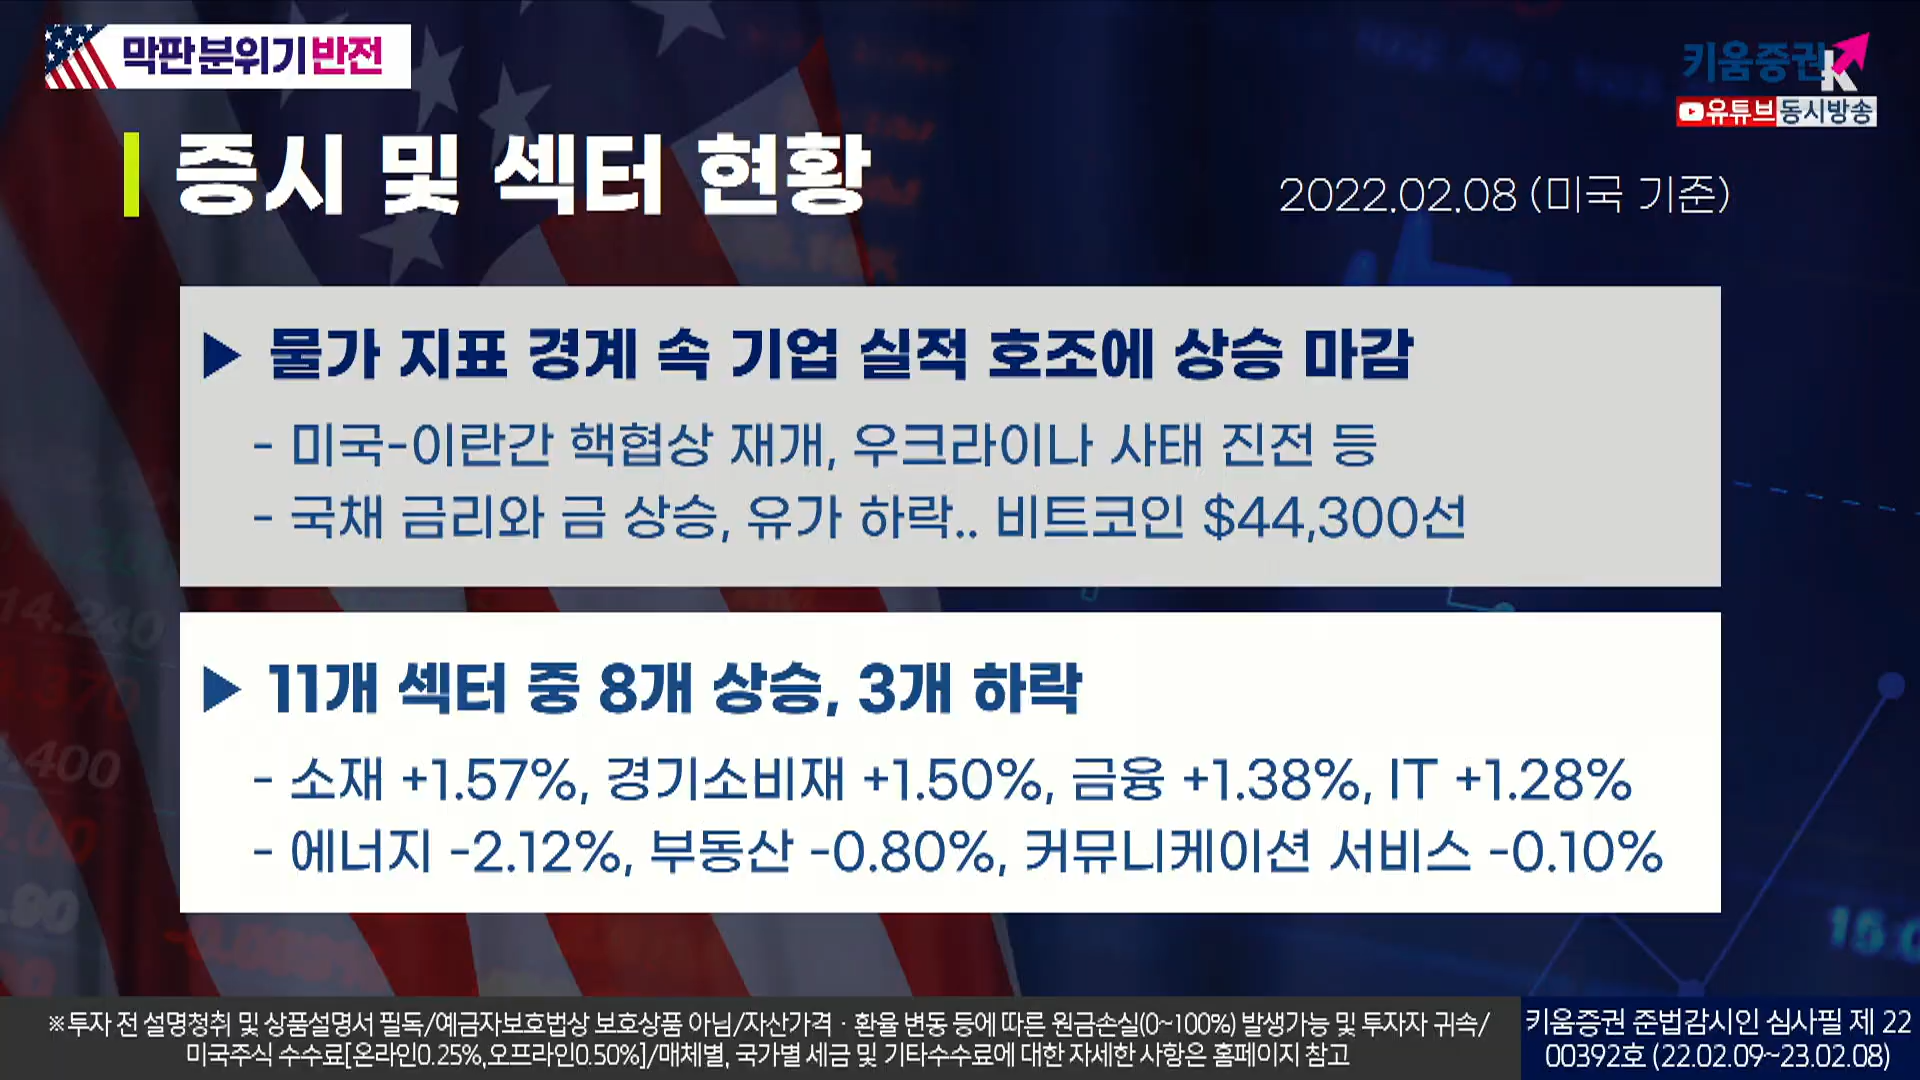 막판 분위기 반전
키움증권
유튜브 동시방송
증시 및 섹터 현황
2022.02.08 (미국 기준)
▶ 물가 지표 경계 속 기업 실적 호조에 상승 마감
- 미국-이란간 핵협상 재개, 우크라이나 사태 진전 등
- 국채 금리와 금 상승, 유가 하락.. 비트코인 $44,300선
▶ 11개 섹터 중 8개 상승, 3개 하락
- 소재 +1.57%, 경기소비재 +1.50%, 금융 +1.38%, IT +1.28%
- 에너지 -2.12%, 부동산 -0.80%, 커뮤니케이션 서비스 -0.10%
14.240
.400
.90
※투자 전 설명청취 및 상품설명서 필독/예금자보호법상 보호상품 아님/자산가격·환율 변동 등에 따른 원금손실(0~100%) 발생가능 및 투자자 귀속/
미국주식 수수료[온라인0.25%,오프라인0.50%]/매체별, 국가별 세금 및 기타수수료에 대한 자세한 사항은 홈페이지 참고
키움증권 준법감시인 심사필 제 22
00392호 (22.02.09~23.02.08)